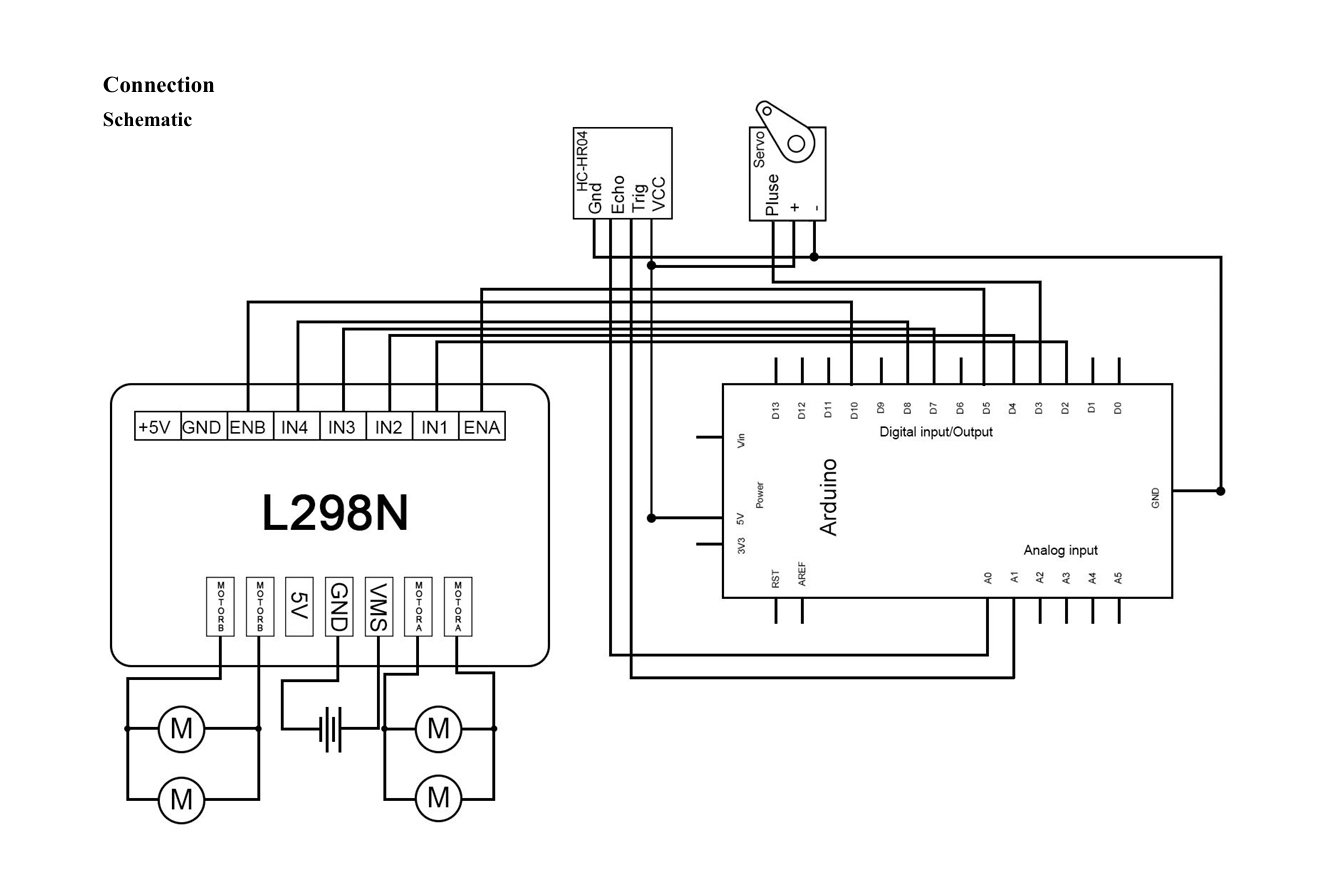 Connection
Schematic
HC-HR04
Gnd
Echo
Trig
VCC
Servo
Pluse
+
-
+5V GND ENB IN4 IN3 IN2 IN1 ENA
L298N
MOTORB
MOTORB
5V
GND
VMS
MOTORA
MOTORA
M
M
M
M
D13 D12 D11 D10 D9 D8 D7 D6 D5 D4 D3 D2 D1 D0
Digital input/Output
Vin
Power
5V
3V3
Arduino
GND
Analog input
RST AREF A0 A1 A2 A3 A4 A5